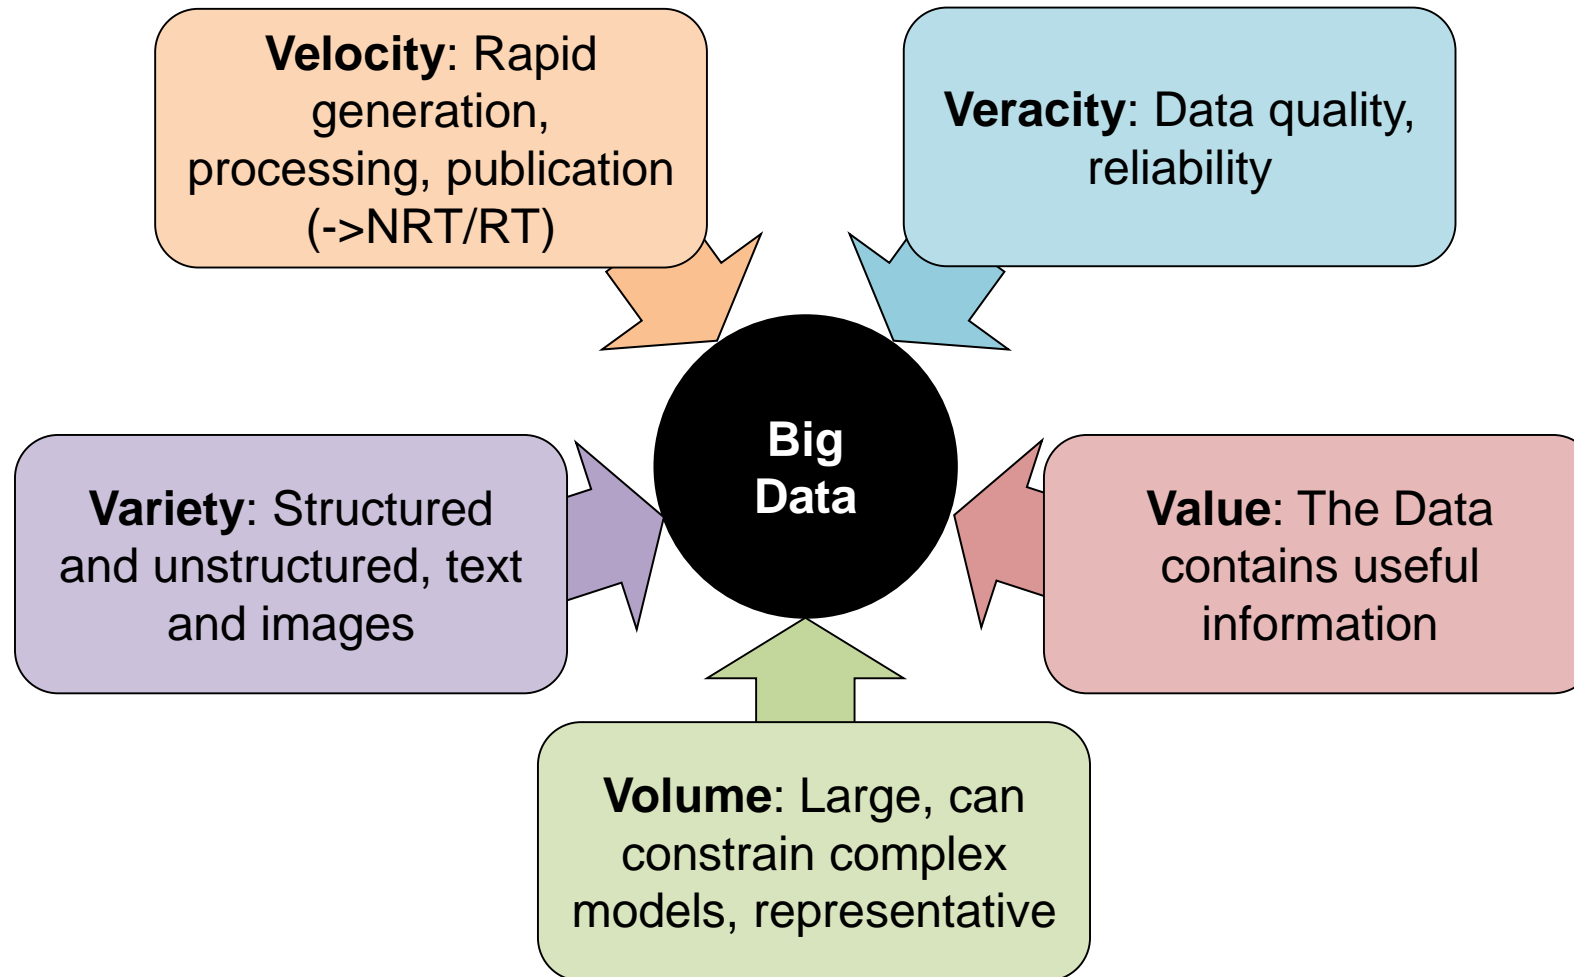 Velocity: Rapid
generation,
processing, publication
(->NRT/RT)
Veracity: Data quality,
reliability
Big
Data
Variety: Structured
and unstructured, text
and images
Value: The Data
contains useful
information
Volume: Large, can
constrain complex
models, representative